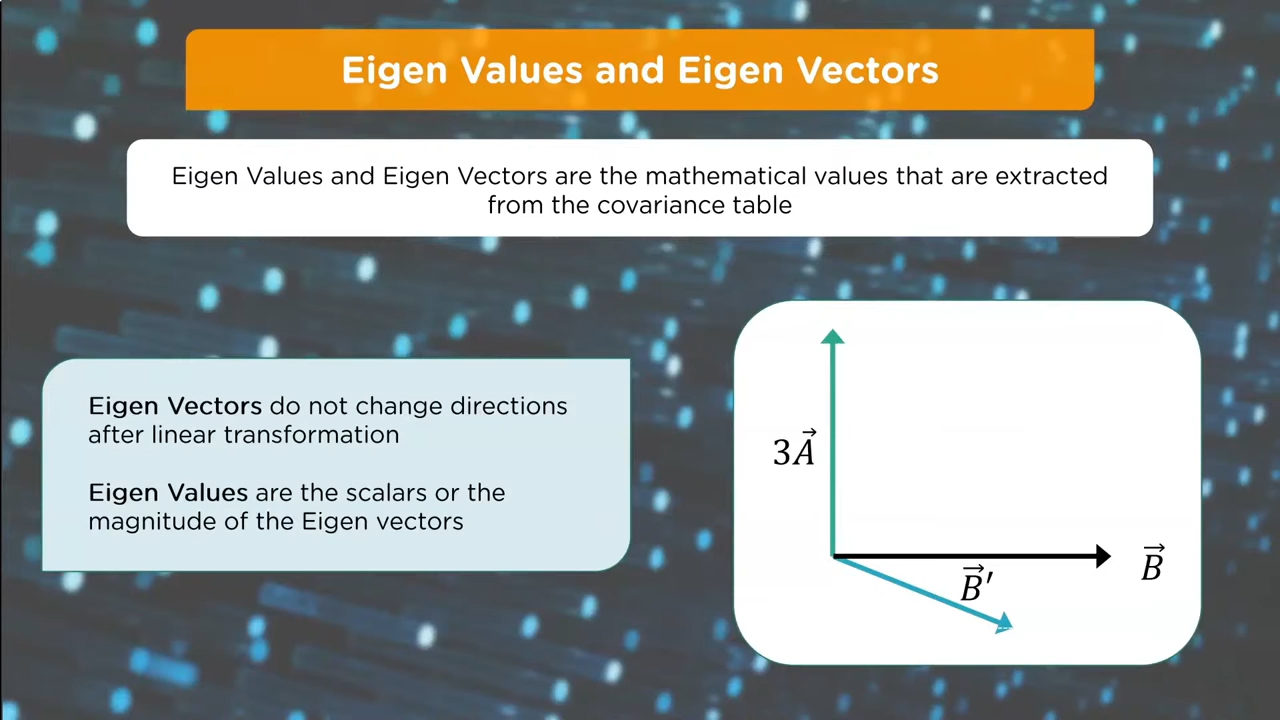 Eigen Values and Eigen Vectors
Eigen Values and Eigen Vectors are the mathematical values that are extracted
from the covariance table
Eigen Vectors do not change directions
after linear transformation
Eigen Values are the scalars or the
magnitude of the Eigen vectors
3A⃗
B⃗
B⃗′